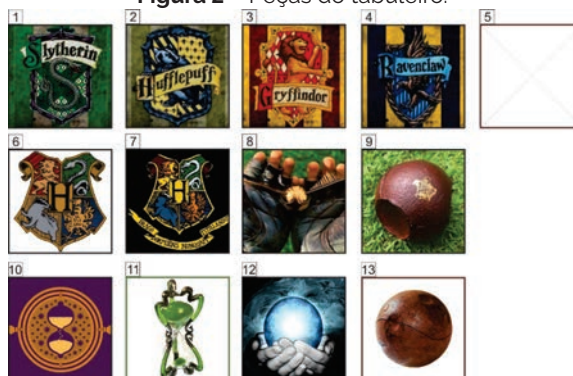 Figura 2 – Peças do tabuleiro.
1 2 3 4 5
Slytherin Hufflepuff Gryffindor Ravenclaw
6 7 8 9
H H
10 11 12 13